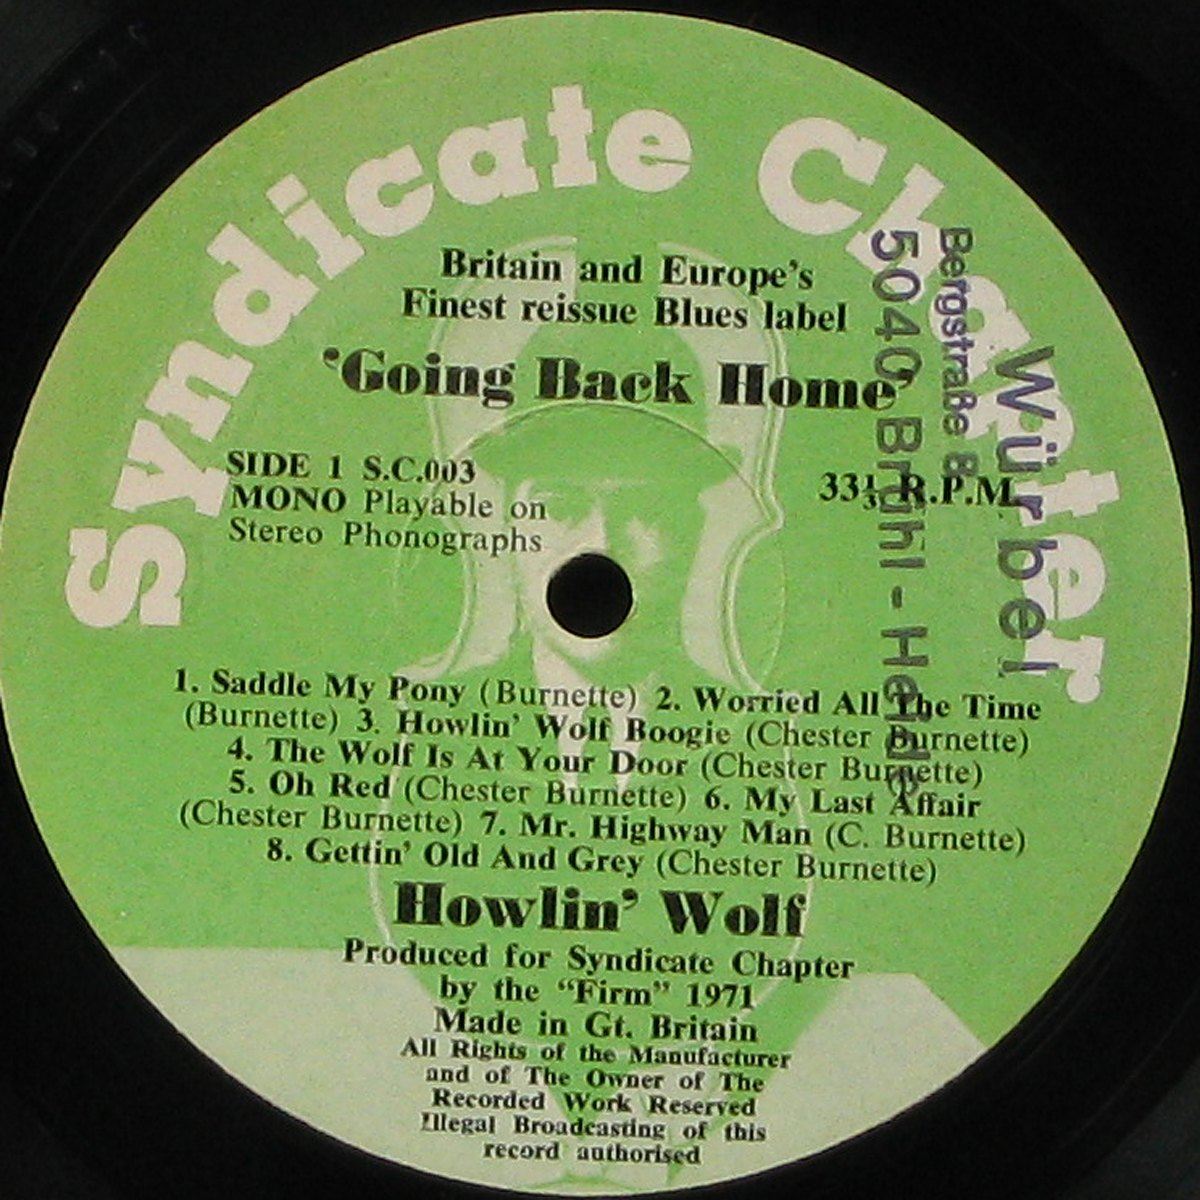 Syndicate Chapter
Britain and Europe's
Finest reissue Blues label
'Going Back Home'
SIDE 1 S.C.003
MONO Playable on
Stereo Phonographs
33⅓ R.P.M.
1. Saddle My Pony (Burnette) 2. Worried All The Time
(Burnette) 3. Howlin' Wolf Boogie (Chester Burnette)
4. The Wolf Is At Your Door (Chester Burnette)
5. Oh Red (Chester Burnette) 6. My Last Affair
(Chester Burnette) 7. Mr. Highway Man (C. Burnette)
8. Gettin' Old And Grey (Chester Burnette)
Howlin' Wolf
Produced for Syndicate Chapter
by the "Firm" 1971
Made in Gt. Britain
All Rights of the Manufacturer
and of The Owner of The
Recorded Work Reserved
Illegal Broadcasting of this
record authorised
Würbel
Bergstraße 8
5040 Brühl - Heide